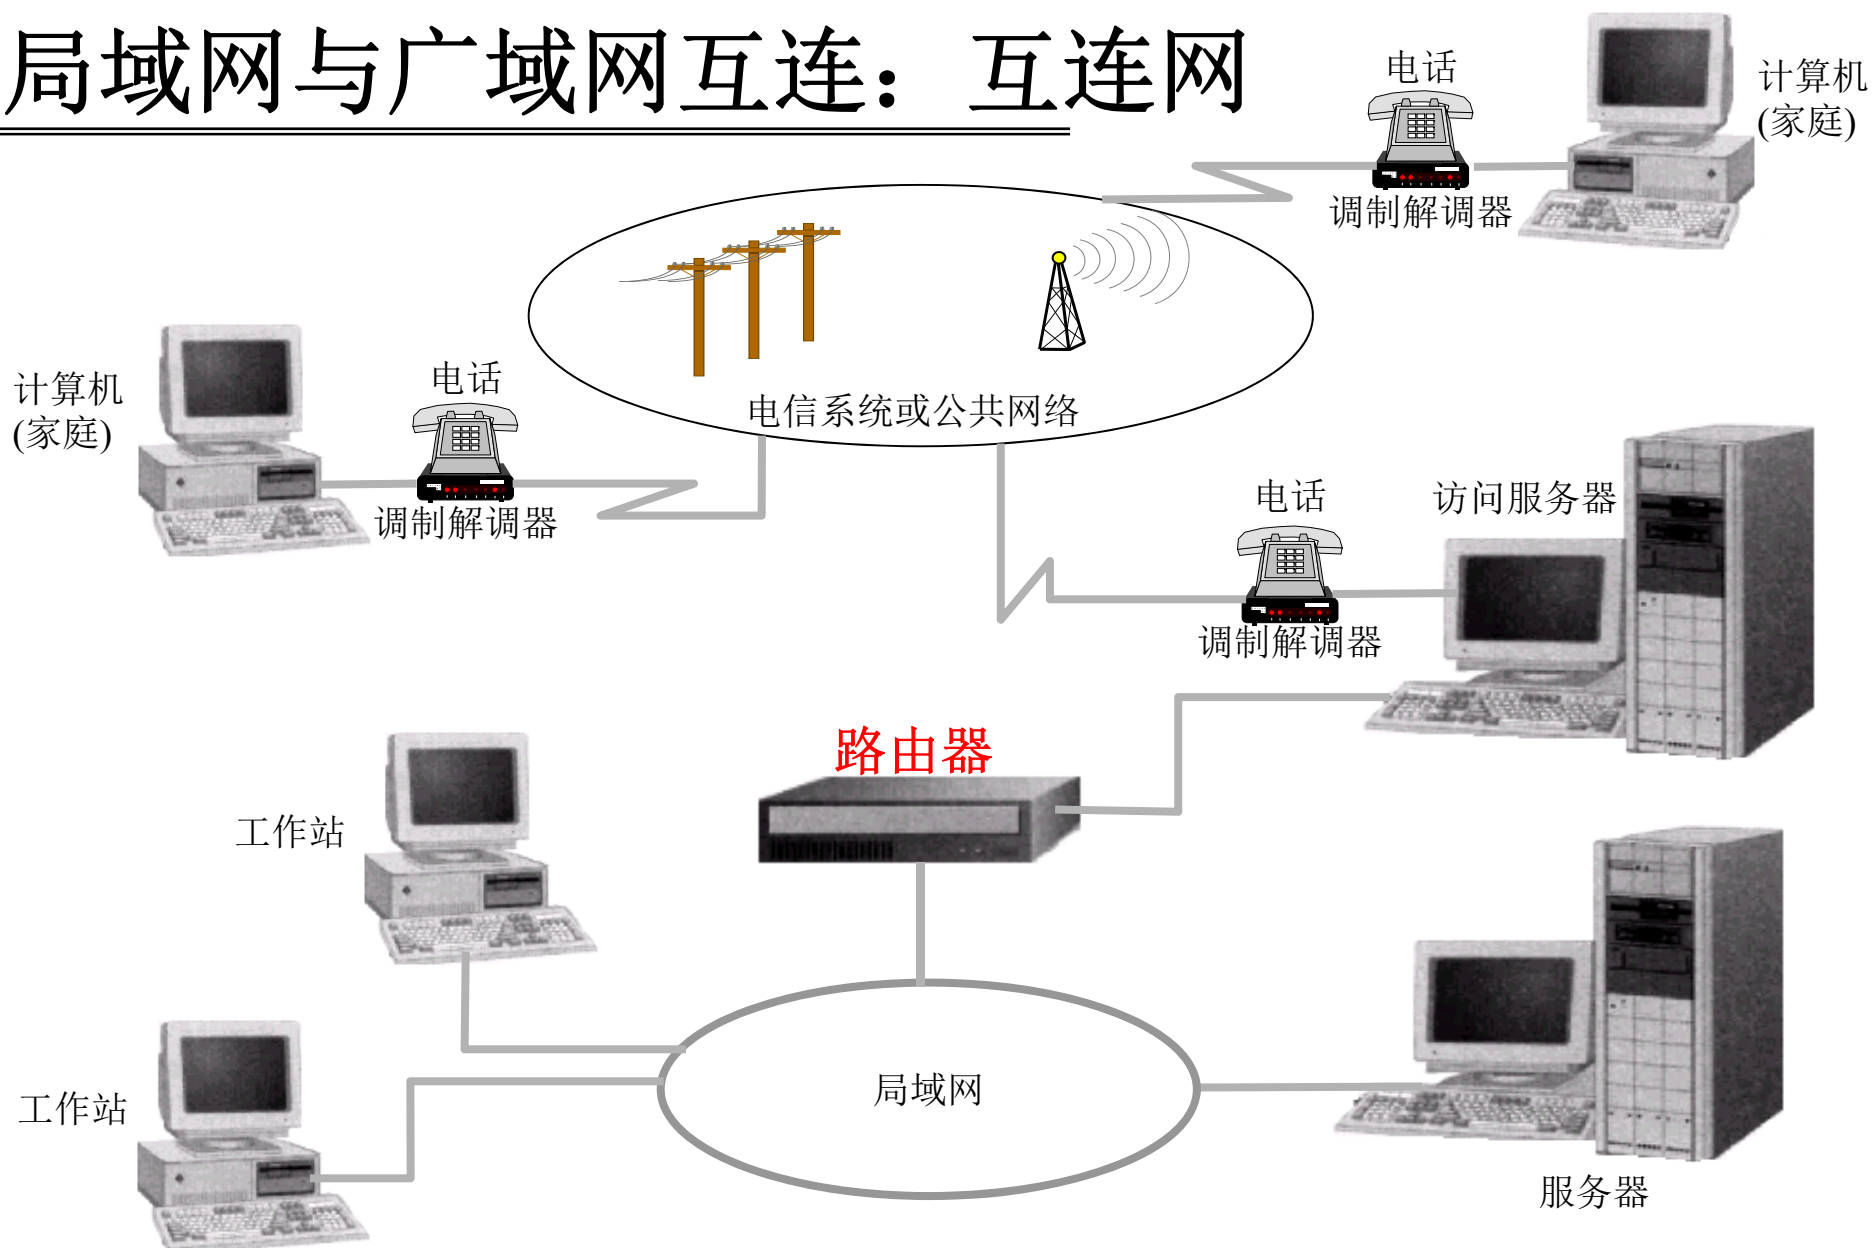 局域网与广域网互连：互连网
电话
计算机
(家庭)
调制解调器
电信系统或公共网络
计算机
(家庭)
电话
调制解调器
电话
访问服务器
调制解调器
路由器
工作站
局域网
工作站
服务器